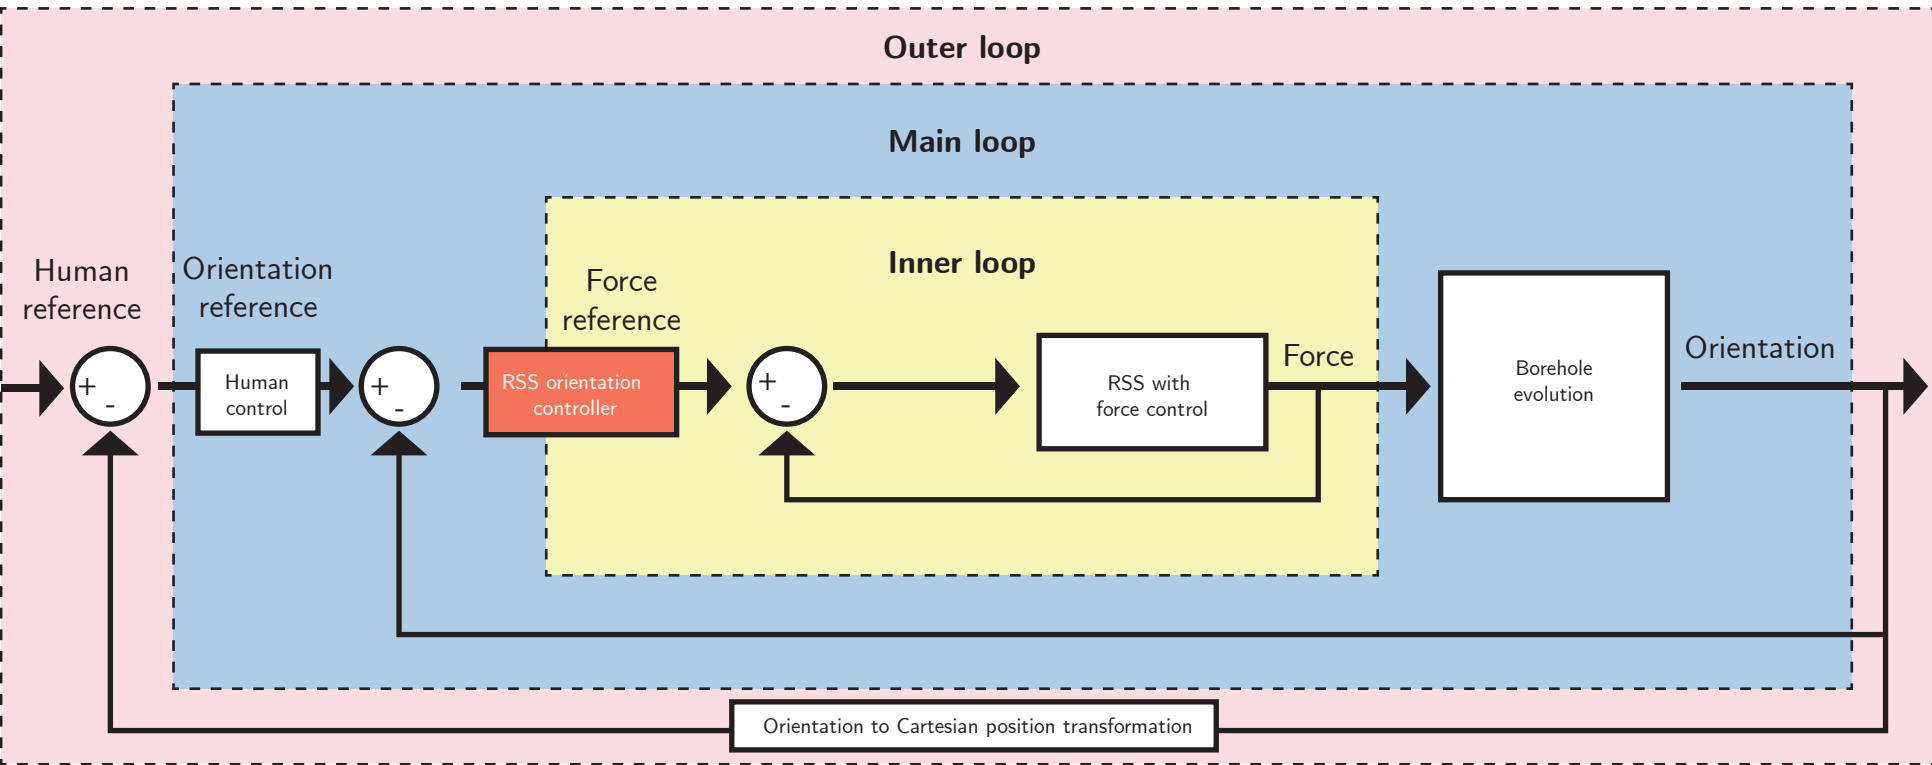 Outer loop
Main loop
Inner loop
Human
reference
Orientation
reference
Force
reference
+
-
Human
control
+
-
RSS orientation
controller
+
-
RSS with
force control
Force
Borehole
evolution
Orientation
Orientation to Cartesian position transformation